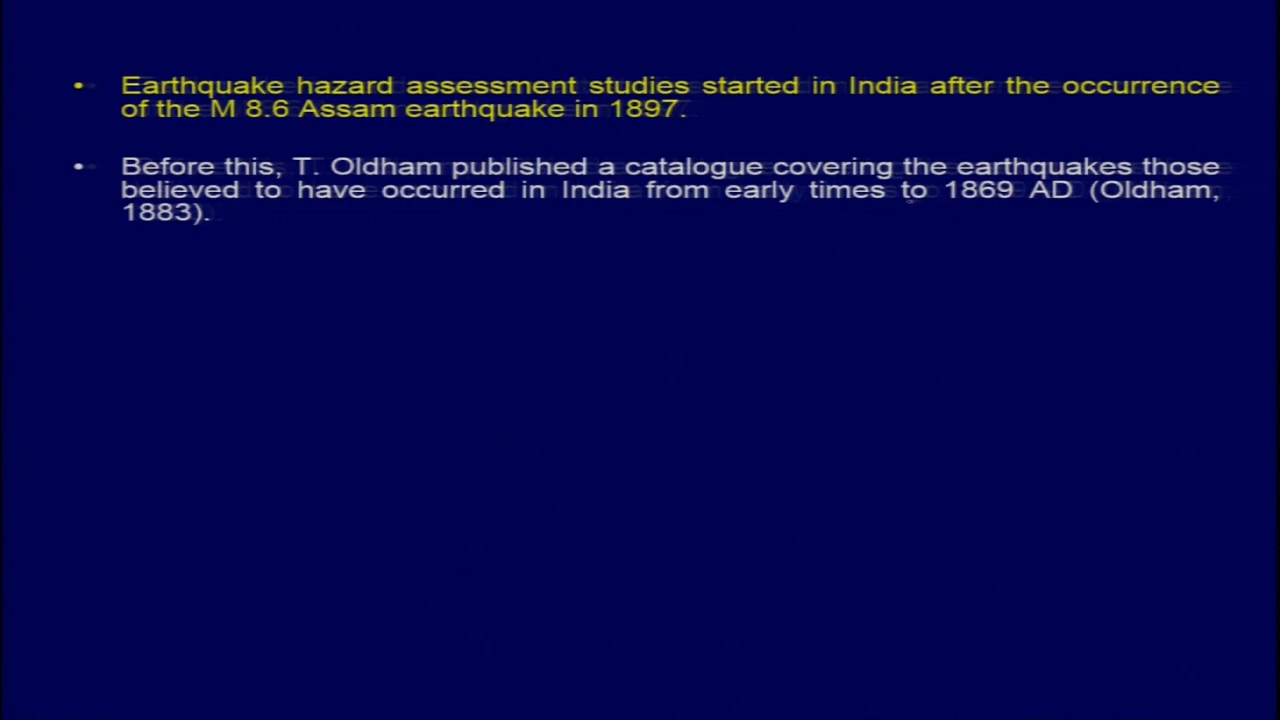 • Earthquake hazard assessment studies started in India after the occurrence
of the M 8.6 Assam earthquake in 1897.
• Before this, T. Oldham published a catalogue covering the earthquakes those
believed to have occurred in India from early times to 1869 AD (Oldham,
1883).